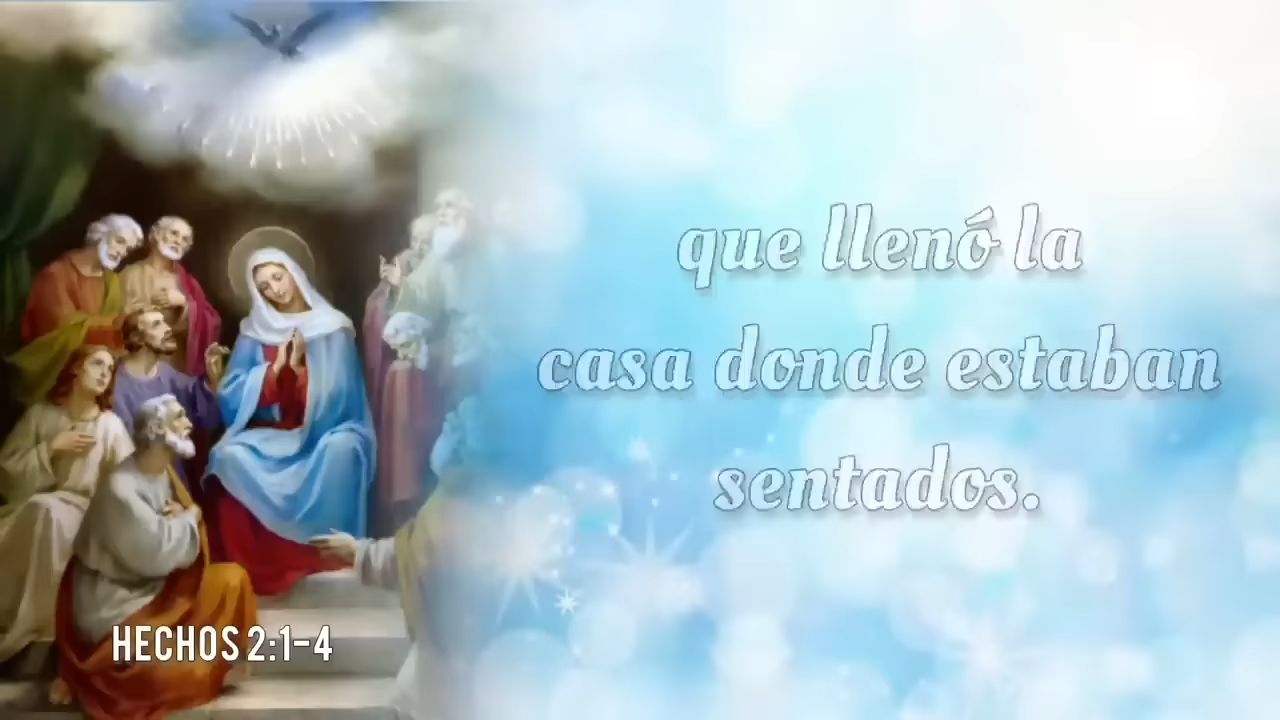 que llenó la
casa donde estaban
sentados.
HECHOS 2:1-4